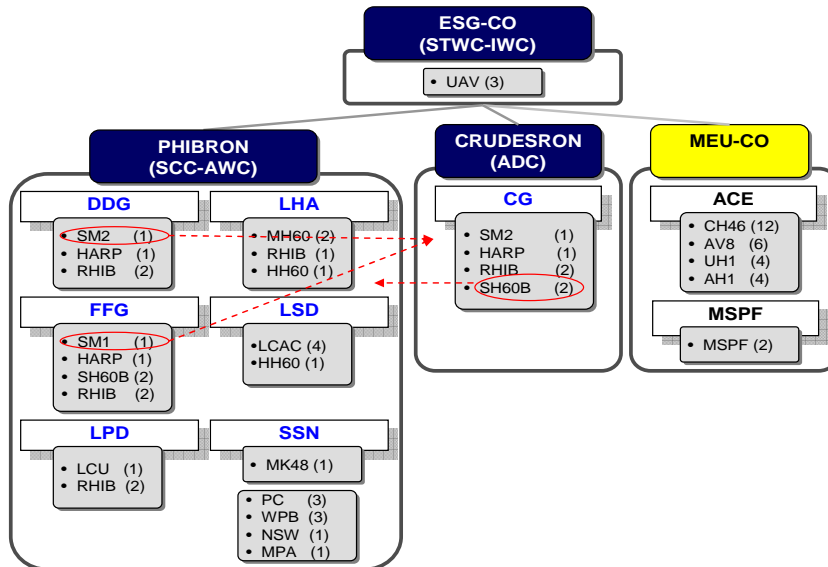 ESG-CO
(STWC-IWC)
• UAV (3)
PHIBRON
(SCC-AWC)
DDG
• SM2 (1)
• HARP (1)
• RHIB (2)
LHA
• MH60 (2)
• RHIB (1)
• HH60 (1)
FFG
• SM1 (1)
• HARP (1)
• SH60B (2)
• RHIB (2)
LSD
•LCAC (4)
•HH60 (1)
LPD
• LCU (1)
• RHIB (2)
SSN
• MK48 (1)
• PC (3)
• WPB (3)
• NSW (1)
• MPA (1)
CRUDESRON
(ADC)
CG
• SM2 (1)
• HARP (1)
• RHIB (2)
• SH60B (2)
MEU-CO
ACE
• CH46 (12)
• AV8 (6)
• UH1 (4)
• AH1 (4)
MSPF
• MSPF (2)